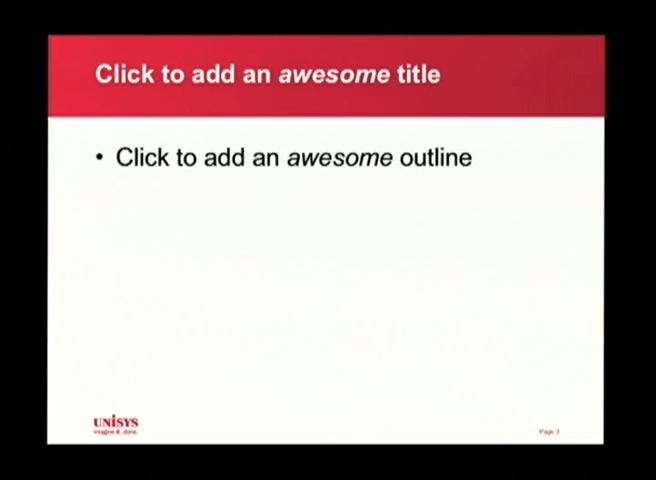 Click to add an awesome title
• Click to add an awesome outline
UNISYS
imagine it. done.
Page 3